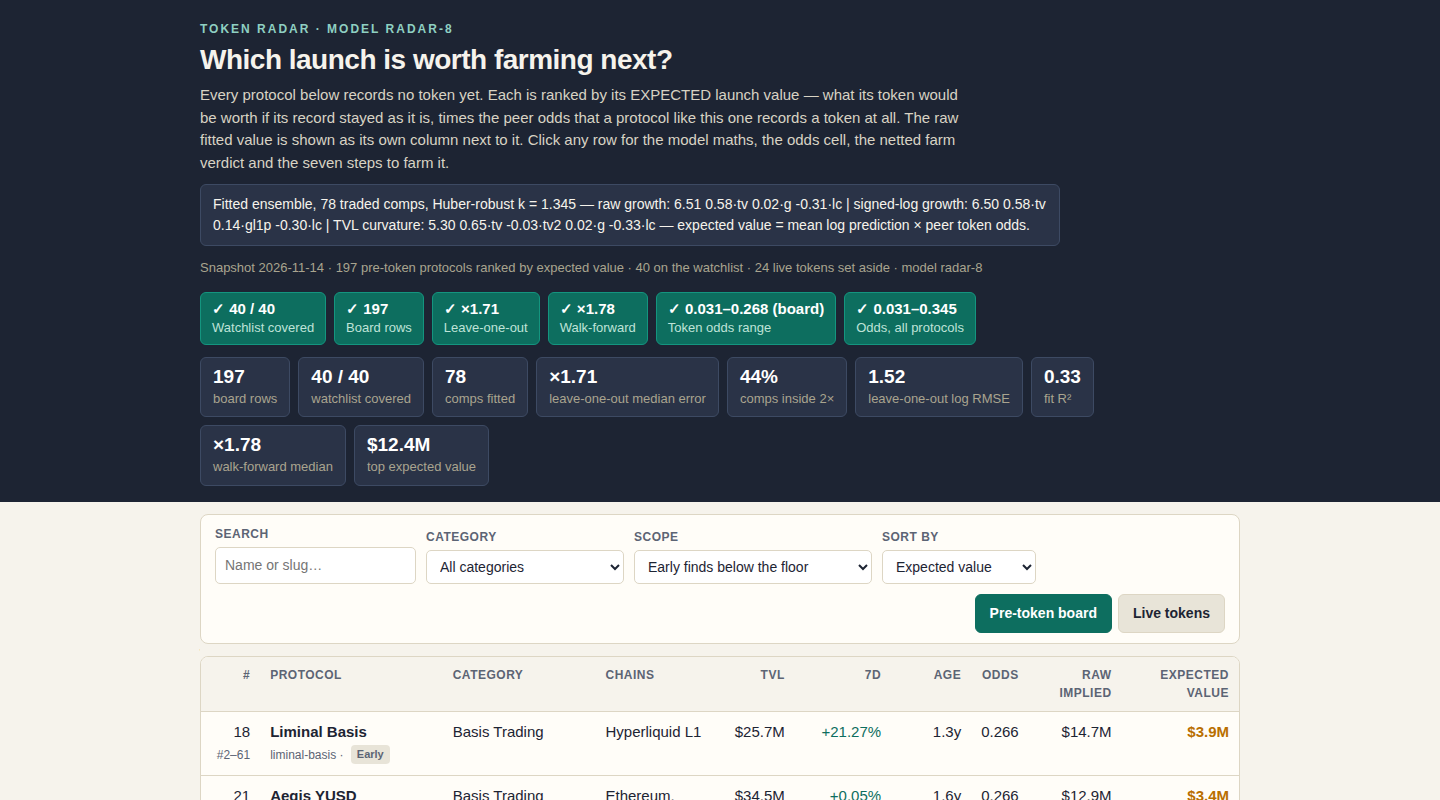 TOKEN RADAR · MODEL RADAR-8
Which launch is worth farming next?
Every protocol below records no token yet. Each is ranked by its EXPECTED launch value — what its token would
be worth if its record stayed as it is, times the peer odds that a protocol like this one records a token at all. The raw
fitted value is shown as its own column next to it. Click any row for the model maths, the odds cell, the netted farm
verdict and the seven steps to farm it.
Fitted ensemble, 78 traded comps, Huber-robust k = 1.345 — raw growth: 6.51 0.58·tv 0.02·g -0.31·lc | signed-log growth: 6.50 0.58·tv
0.14·gl1p -0.30·lc | TVL curvature: 5.30 0.65·tv -0.03·tv2 0.02·g -0.33·lc — expected value = mean log prediction × peer token odds.
Snapshot 2026-11-14 · 197 pre-token protocols ranked by expected value · 40 on the watchlist · 24 live tokens set aside · model radar-8
✓ 40 / 40 ✓ 197 ✓ ×1.71 ✓ ×1.78 ✓ 0.031–0.268 (board) ✓ 0.031–0.345
Watchlist covered Board rows Leave-one-out Walk-forward Token odds range Odds, all protocols
197 40 / 40 78 ×1.71 44% 1.52 0.33
board rows watchlist covered comps fitted leave-one-out median error comps inside 2× leave-one-out log RMSE fit R²
×1.78 $12.4M
walk-forward median top expected value
SEARCH CATEGORY SCOPE SORT BY
Name or slug… All categories Early finds below the floor Expected value
Pre-token board Live tokens
# PROTOCOL CATEGORY CHAINS TVL 7D AGE ODDS RAW IMPLIED EXPECTED VALUE
18 Liminal Basis Basis Trading Hyperliquid L1 $25.7M +21.27% 1.3y 0.266 $14.7M $3.9M
#2–61 liminal-basis · Early
21 Aegis YUSD Basis Trading Ethereum, $34.5M +0.05% 1.6y 0.266 $12.9M $3.4M